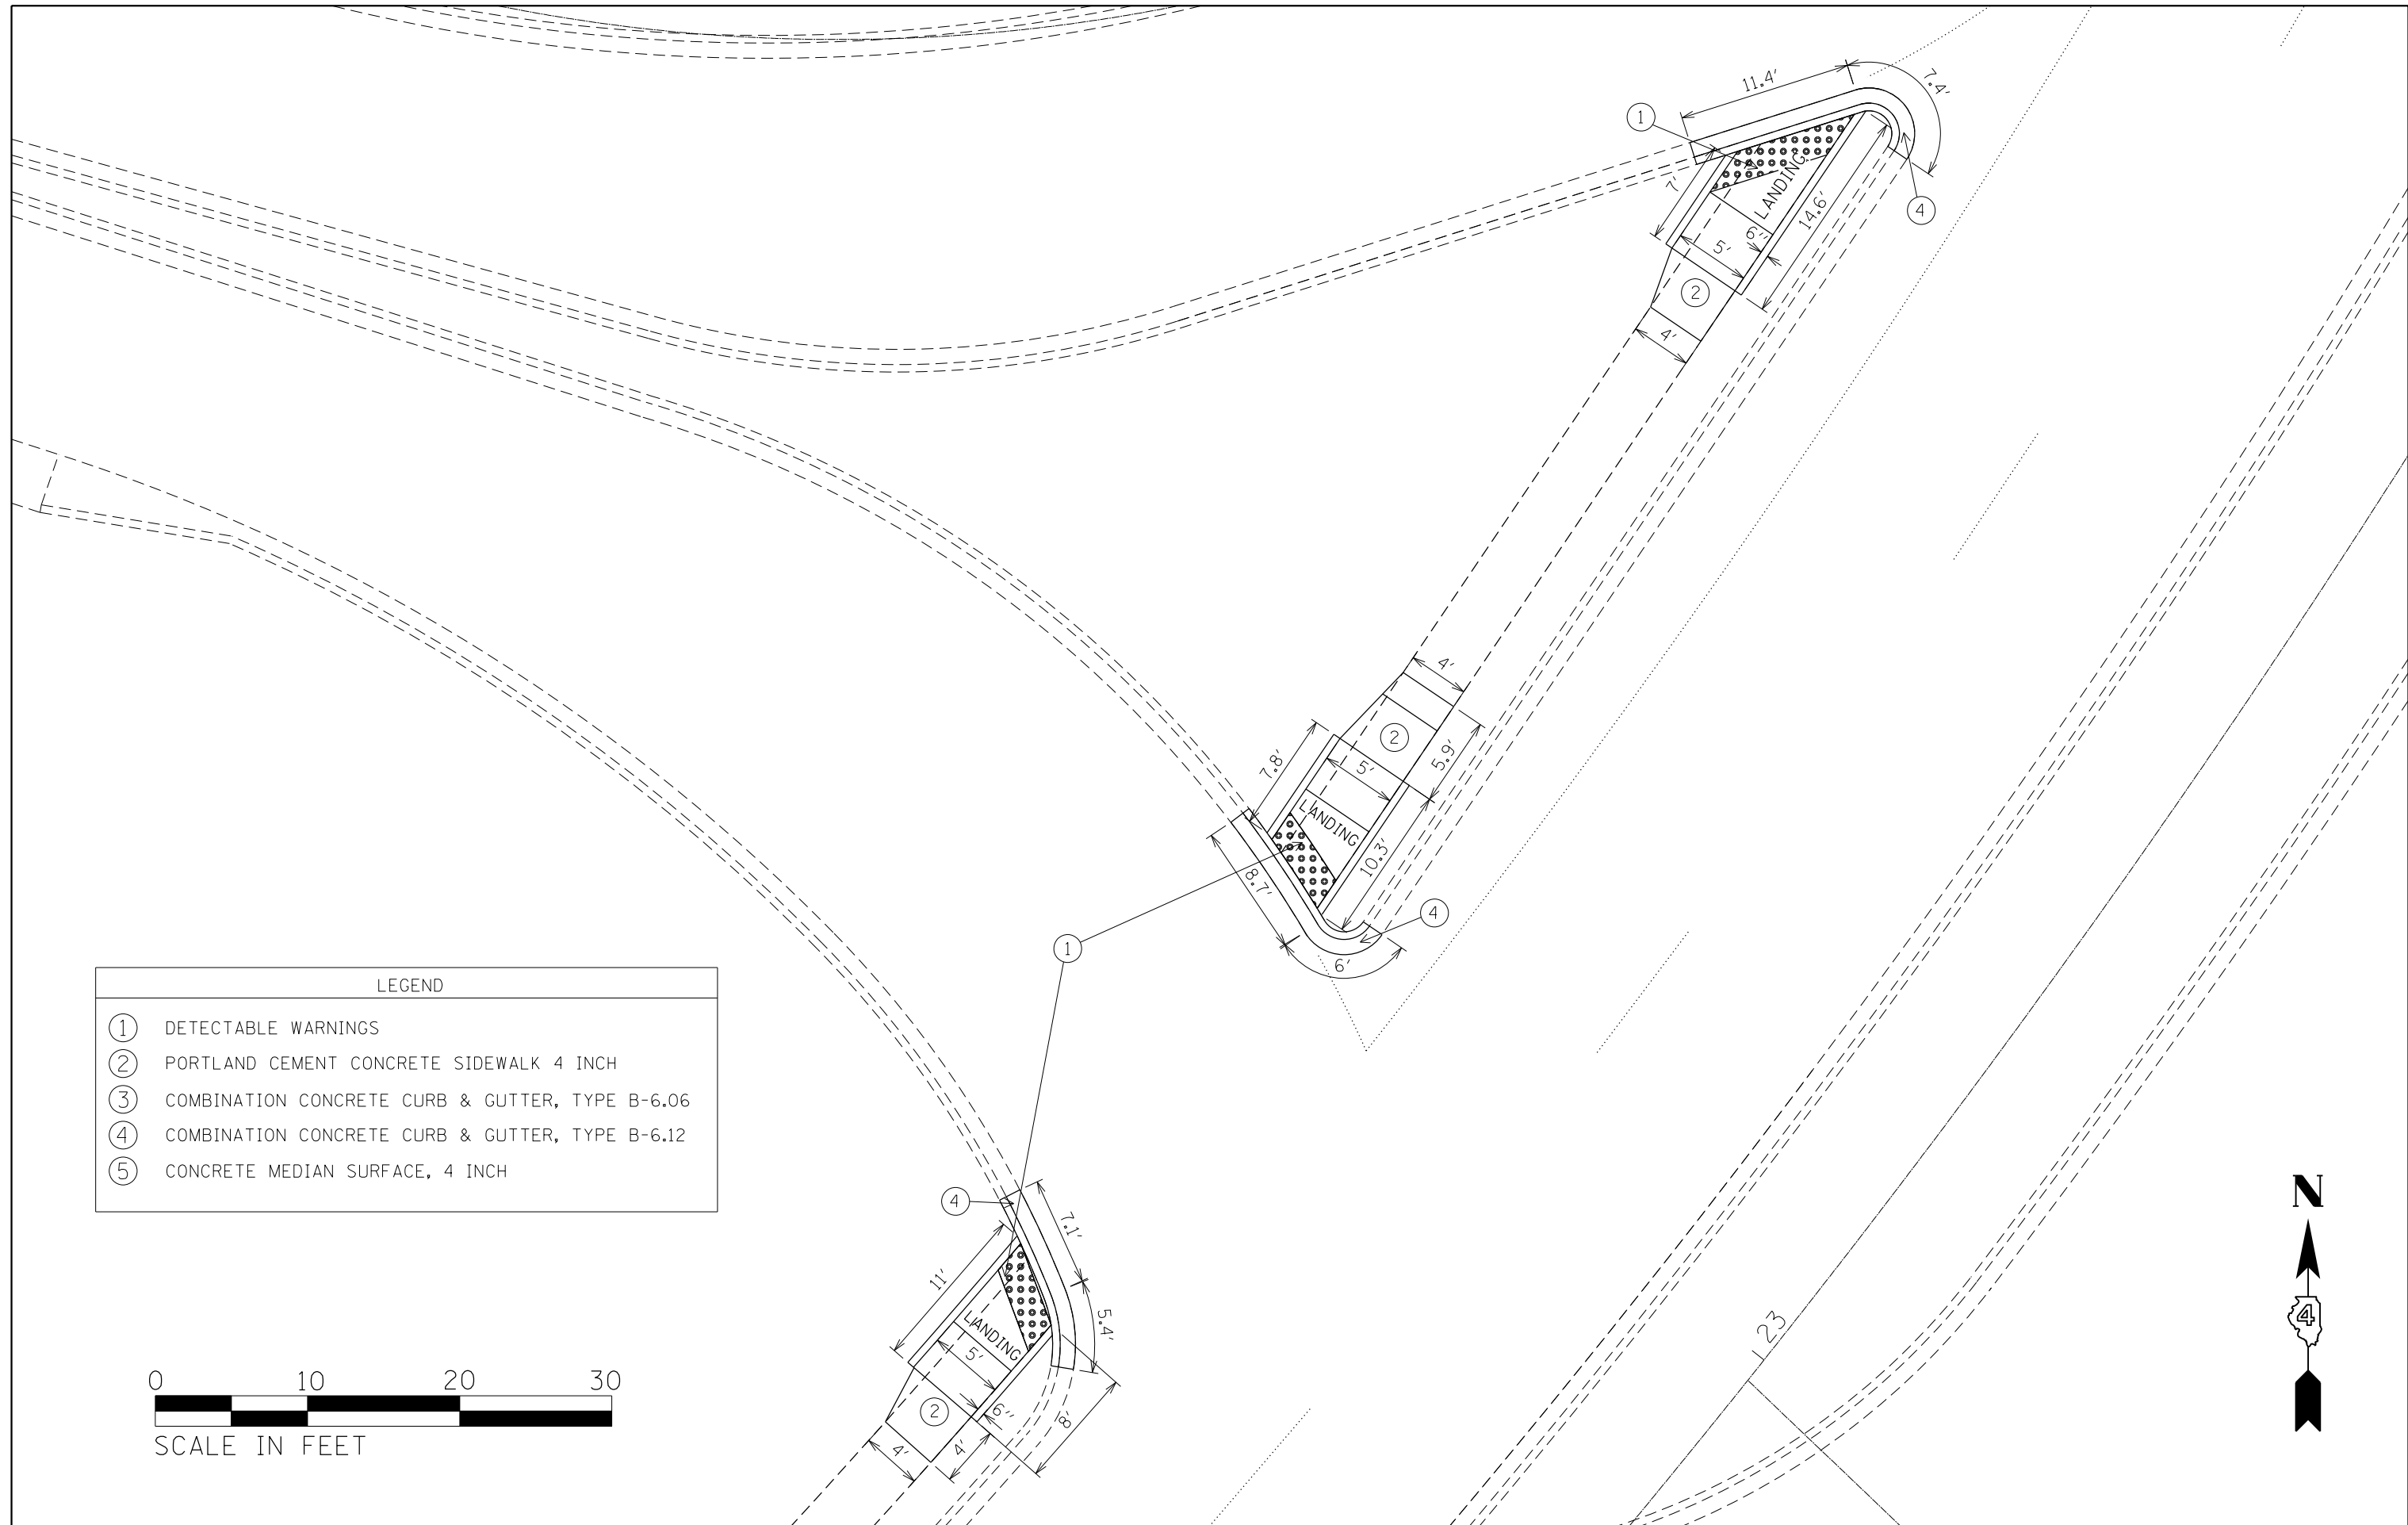 11.4'
7.4'
1
LANDING
7'
4
14.6'
6"
5'
2
4'
4'
2
5.9'
7.8'
5'
LANDING
10.3'
8.7'
4
1
6'
LEGEND
1 DETECTABLE WARNINGS
2 PORTLAND CEMENT CONCRETE SIDEWALK 4 INCH
3 COMBINATION CONCRETE CURB & GUTTER, TYPE B-6.06
4 COMBINATION CONCRETE CURB & GUTTER, TYPE B-6.12
5 CONCRETE MEDIAN SURFACE, 4 INCH
4
7.1'
11'
5.4'
LANDING
5'
2
6"
8'
4'
4'
0 10 20 30
SCALE IN FEET
123
N
4